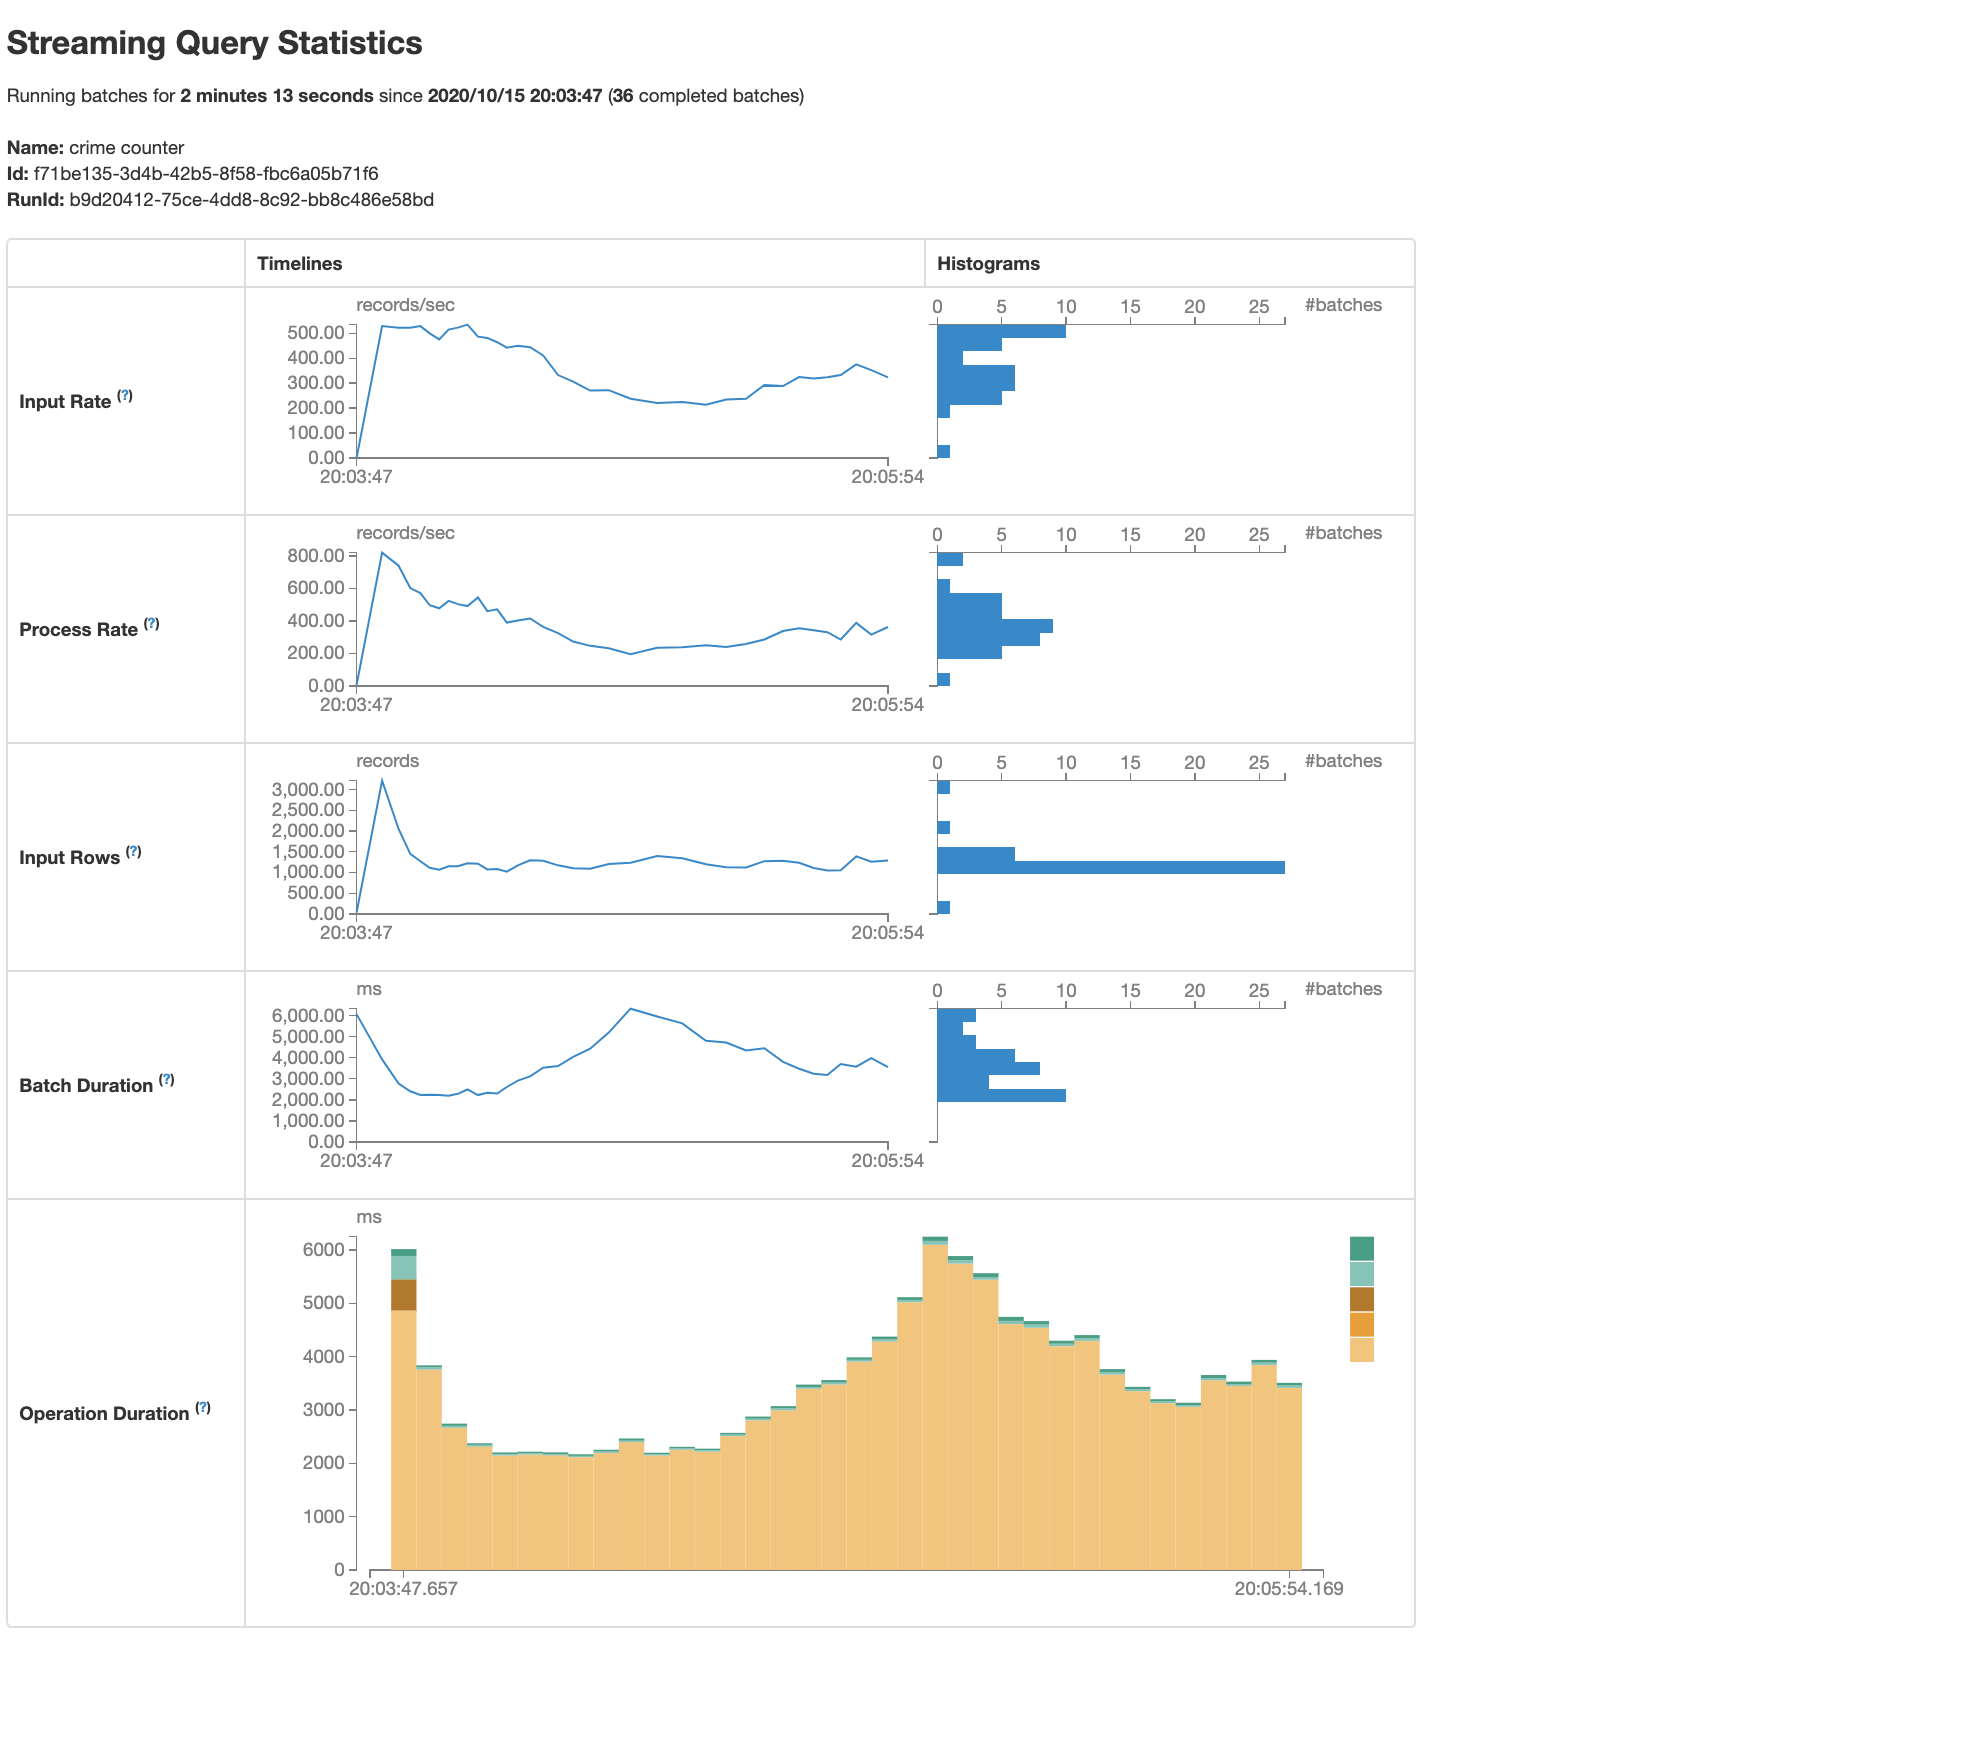 Streaming Query Statistics
Running batches for 2 minutes 13 seconds since 2020/10/15 20:03:47 (36 completed batches)
Name: crime counter
Id: f71be135-3d4b-42b5-8f58-fbc6a05b71f6
RunId: b9d20412-75ce-4dd8-8c92-bb8c486e58bd
Timelines
Histograms
Input Rate (?)
records/sec
500.00
400.00
300.00
200.00
100.00
0.00
20:03:47
20:05:54
0 5 10 15 20 25 #batches
Process Rate (?)
records/sec
800.00
600.00
400.00
200.00
0.00
20:03:47
20:05:54
0 5 10 15 20 25 #batches
Input Rows (?)
records
3,000.00
2,500.00
2,000.00
1,500.00
1,000.00
500.00
0.00
20:03:47
20:05:54
0 5 10 15 20 25 #batches
Batch Duration (?)
ms
6,000.00
5,000.00
4,000.00
3,000.00
2,000.00
1,000.00
0.00
20:03:47
20:05:54
0 5 10 15 20 25 #batches
Operation Duration (?)
ms
6000
5000
4000
3000
2000
1000
0
20:03:47.657
20:05:54.169